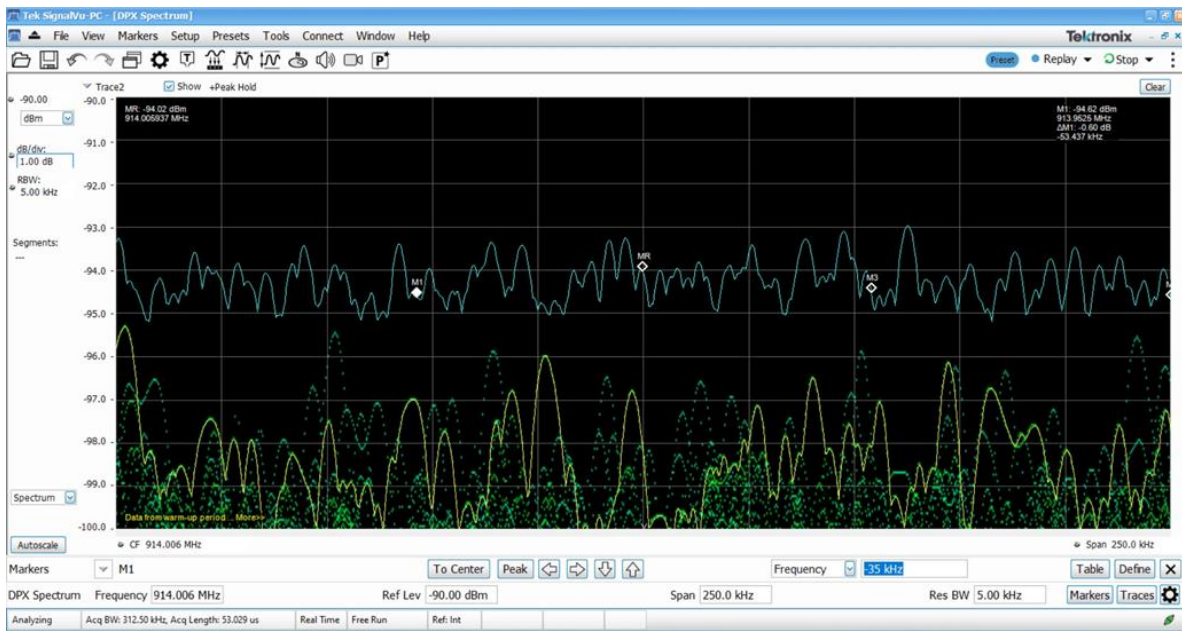 Tek SignalVu-PC - [DPX Spectrum]
File View Markers Setup Presets Tools Connect Window Help
Tektronix
Preset Replay Stop
Trace2 Show +Peak Hold Clear
-90.00
dBm
dB/div:
1.00 dB
RBW:
5.00 kHz
Segments:
---
Spectrum
Autoscale
-90.0
-91.0
-92.0
-93.0
-94.0
-95.0
-96.0
-97.0
-98.0
-99.0
-100.0
MR: -94.02 dBm
914.005937 MHz
M1: -94.62 dBm
913.9525 MHz
ΔM1: -0.60 dB
-53.437 kHz
M1
MR
M3
Data from warm-up period... More>>
CF 914.006 MHz Span 250.0 kHz
Markers M1 To Center Peak Frequency -35 kHz Table Define
DPX Spectrum Frequency 914.006 MHz Ref Lev -90.00 dBm Span 250.0 kHz Res BW 5.00 kHz Markers Traces
Analyzing Acq BW: 312.50 kHz, Acq Length: 53.029 us Real Time Free Run Ref: Int